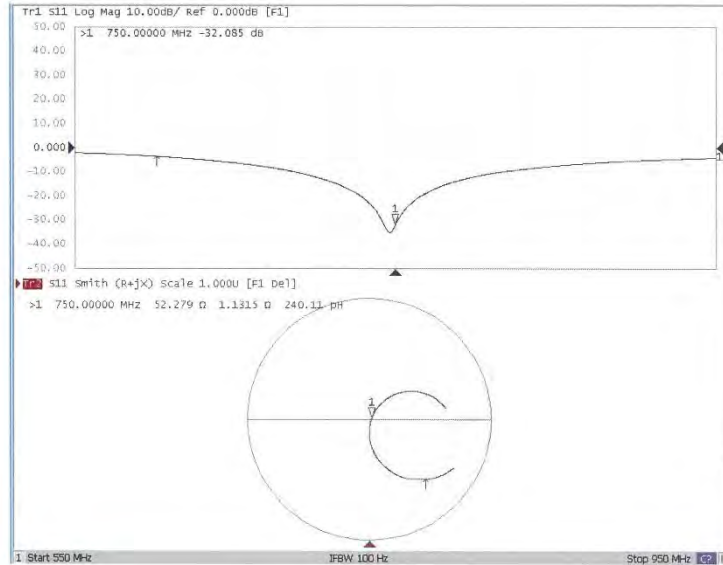 Tr1 S11 Log Mag 10.00dB/ Ref 0.000dB [F1]
50.00
>1 750.00000 MHz -32.085 dB
40.00
30.00
20.00
10.00
0.000
1
-10.00
-20.00
1
-30.00
-40.00
-50.00
Tr2 S11 Smith (R+jX) Scale 1.000U [F1 Del]
>1 750.00000 MHz 52.279 Ω 1.1315 Ω 240.11 pH
1
1 Start 550 MHz IFBW 100 Hz Stop 950 MHz C?